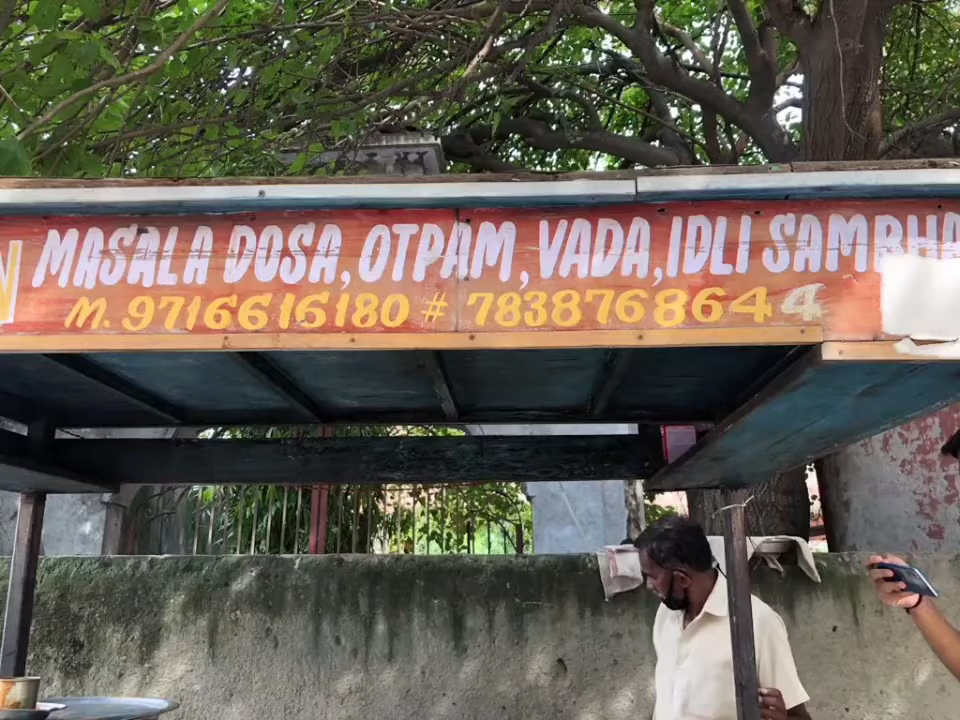 MASALA DOSA, OTPAM, VADA, IDLI SAMBHA
M. 9716616180 # 7838768644